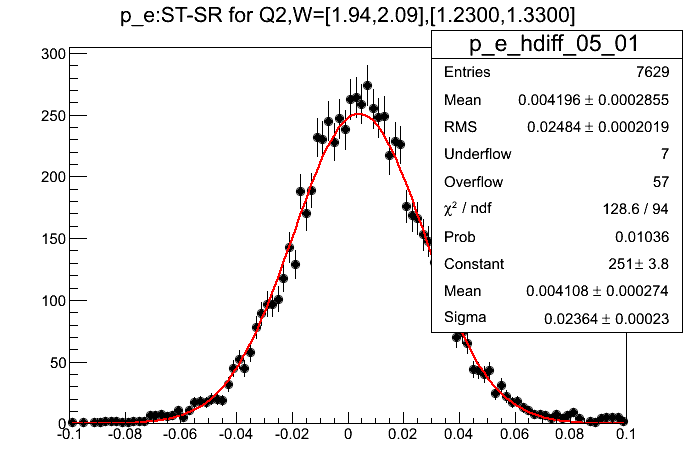 p_e:ST-SR for Q2,W=[1.94,2.09],[1.2300,1.3300]
p_e_hdiff_05_01
Entries 7629
Mean 0.004196 ± 0.0002855
RMS 0.02484 ± 0.0002019
Underflow 7
Overflow 57
χ² / ndf 128.6 / 94
Prob 0.01036
Constant 251 ± 3.8
Mean 0.004108 ± 0.000274
Sigma 0.02364 ± 0.00023
300
250
200
150
100
50
0
-0.1 -0.08 -0.06 -0.04 -0.02 0 0.02 0.04 0.06 0.08 0.1